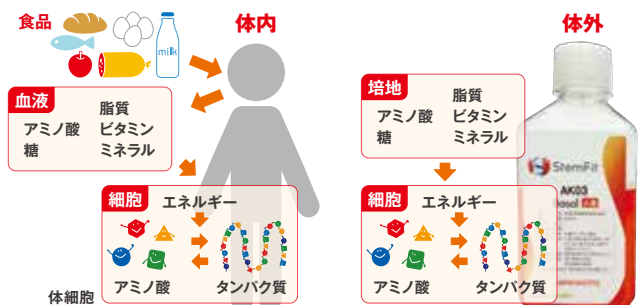 食品
体内
milk
血液
脂質
アミノ酸
ビタミン
糖
ミネラル
細胞
エネルギー
アミノ酸
タンパク質
体細胞
体外
培地
脂質
アミノ酸
ビタミン
糖
ミネラル
StemFit
AK03
細胞
エネルギー
アミノ酸
タンパク質